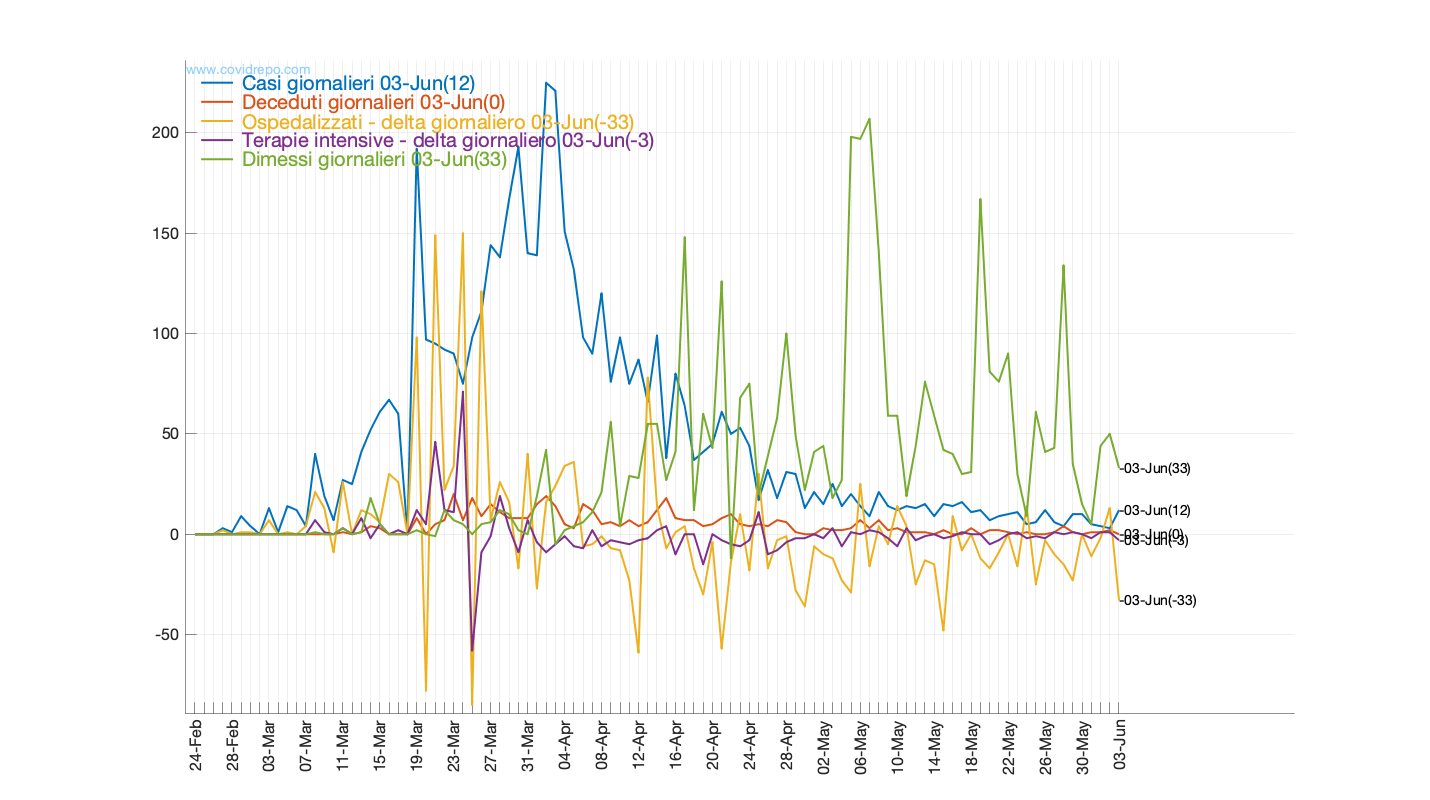 www.covidrepo.com
Casi giornalieri 03-Jun(12)
Deceduti giornalieri 03-Jun(0)
Ospedalizzati - delta giornaliero 03-Jun(-33)
Terapie intensive - delta giornaliero 03-Jun(-3)
Dimessi giornalieri 03-Jun(33)
200
150
100
50
0
-50
03-Jun(33)
03-Jun(12)
03-Jun(0)
03-Jun(-3)
03-Jun(-33)
24-Feb
28-Feb
03-Mar
07-Mar
11-Mar
15-Mar
19-Mar
23-Mar
27-Mar
31-Mar
04-Apr
08-Apr
12-Apr
16-Apr
20-Apr
24-Apr
28-Apr
02-May
06-May
10-May
14-May
18-May
22-May
26-May
30-May
03-Jun